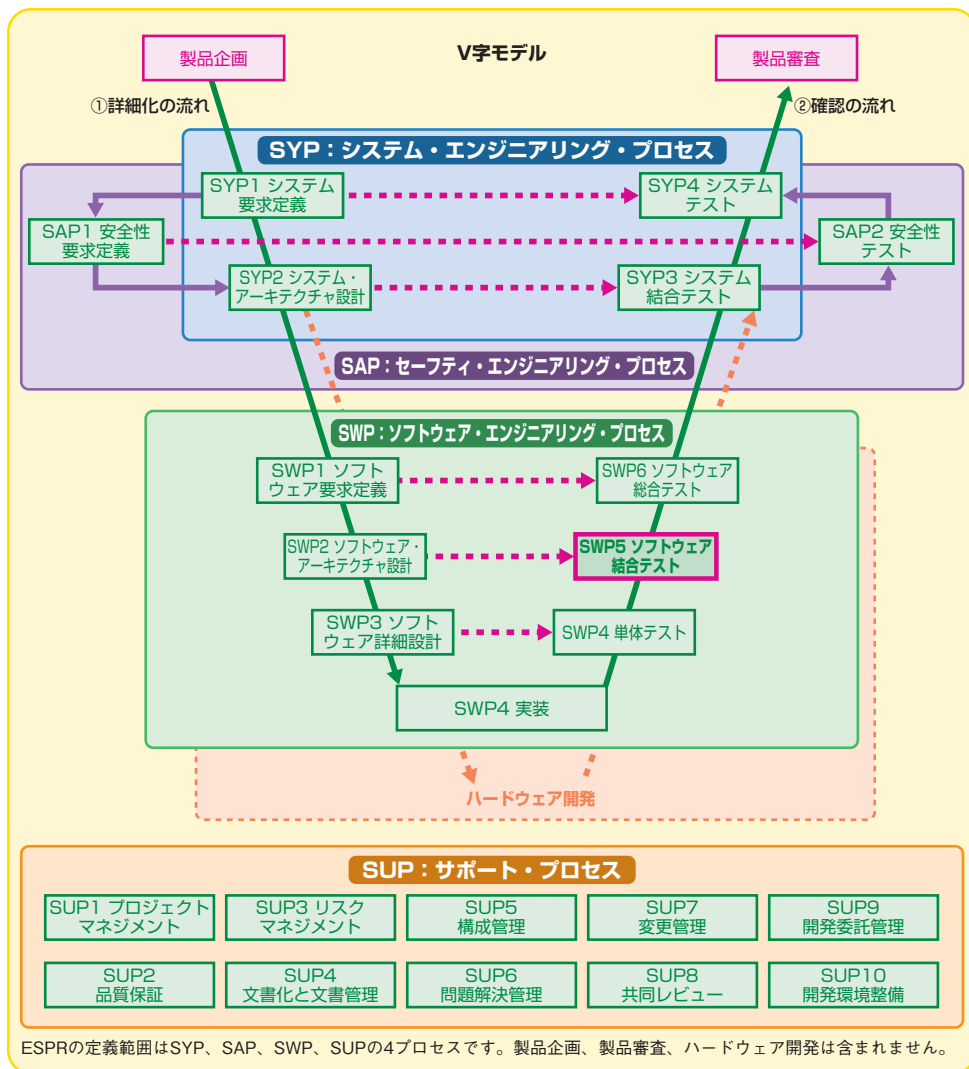 V字モデル
製品企画
製品審査
①詳細化の流れ
②確認の流れ
SYP：システム・エンジニアリング・プロセス
SYP1 システム
要求定義
SYP4 システム
テスト
SAP1 安全性
要求定義
SAP2 安全性
テスト
SYP2 システム・
アーキテクチャ設計
SYP3 システム
結合テスト
SAP：セーフティ・エンジニアリング・プロセス
SWP：ソフトウェア・エンジニアリング・プロセス
SWP1 ソフト
ウェア要求定義
SWP6 ソフトウェア
総合テスト
SWP2 ソフトウェア・
アーキテクチャ設計
SWP5 ソフトウェア
結合テスト
SWP3 ソフト
ウェア詳細設計
SWP4 単体テスト
SWP4 実装
ハードウェア開発
SUP：サポート・プロセス
SUP1 プロジェクト
マネジメント
SUP3 リスク
マネジメント
SUP5
構成管理
SUP7
変更管理
SUP9
開発委託管理
SUP2
品質保証
SUP4
文書化と文書管理
SUP6
問題解決管理
SUP8
共同レビュー
SUP10
開発環境整備
ESPRの定義範囲はSYP、SAP、SWP、SUPの4プロセスです。製品企画、製品審査、ハードウェア開発は含まれません。